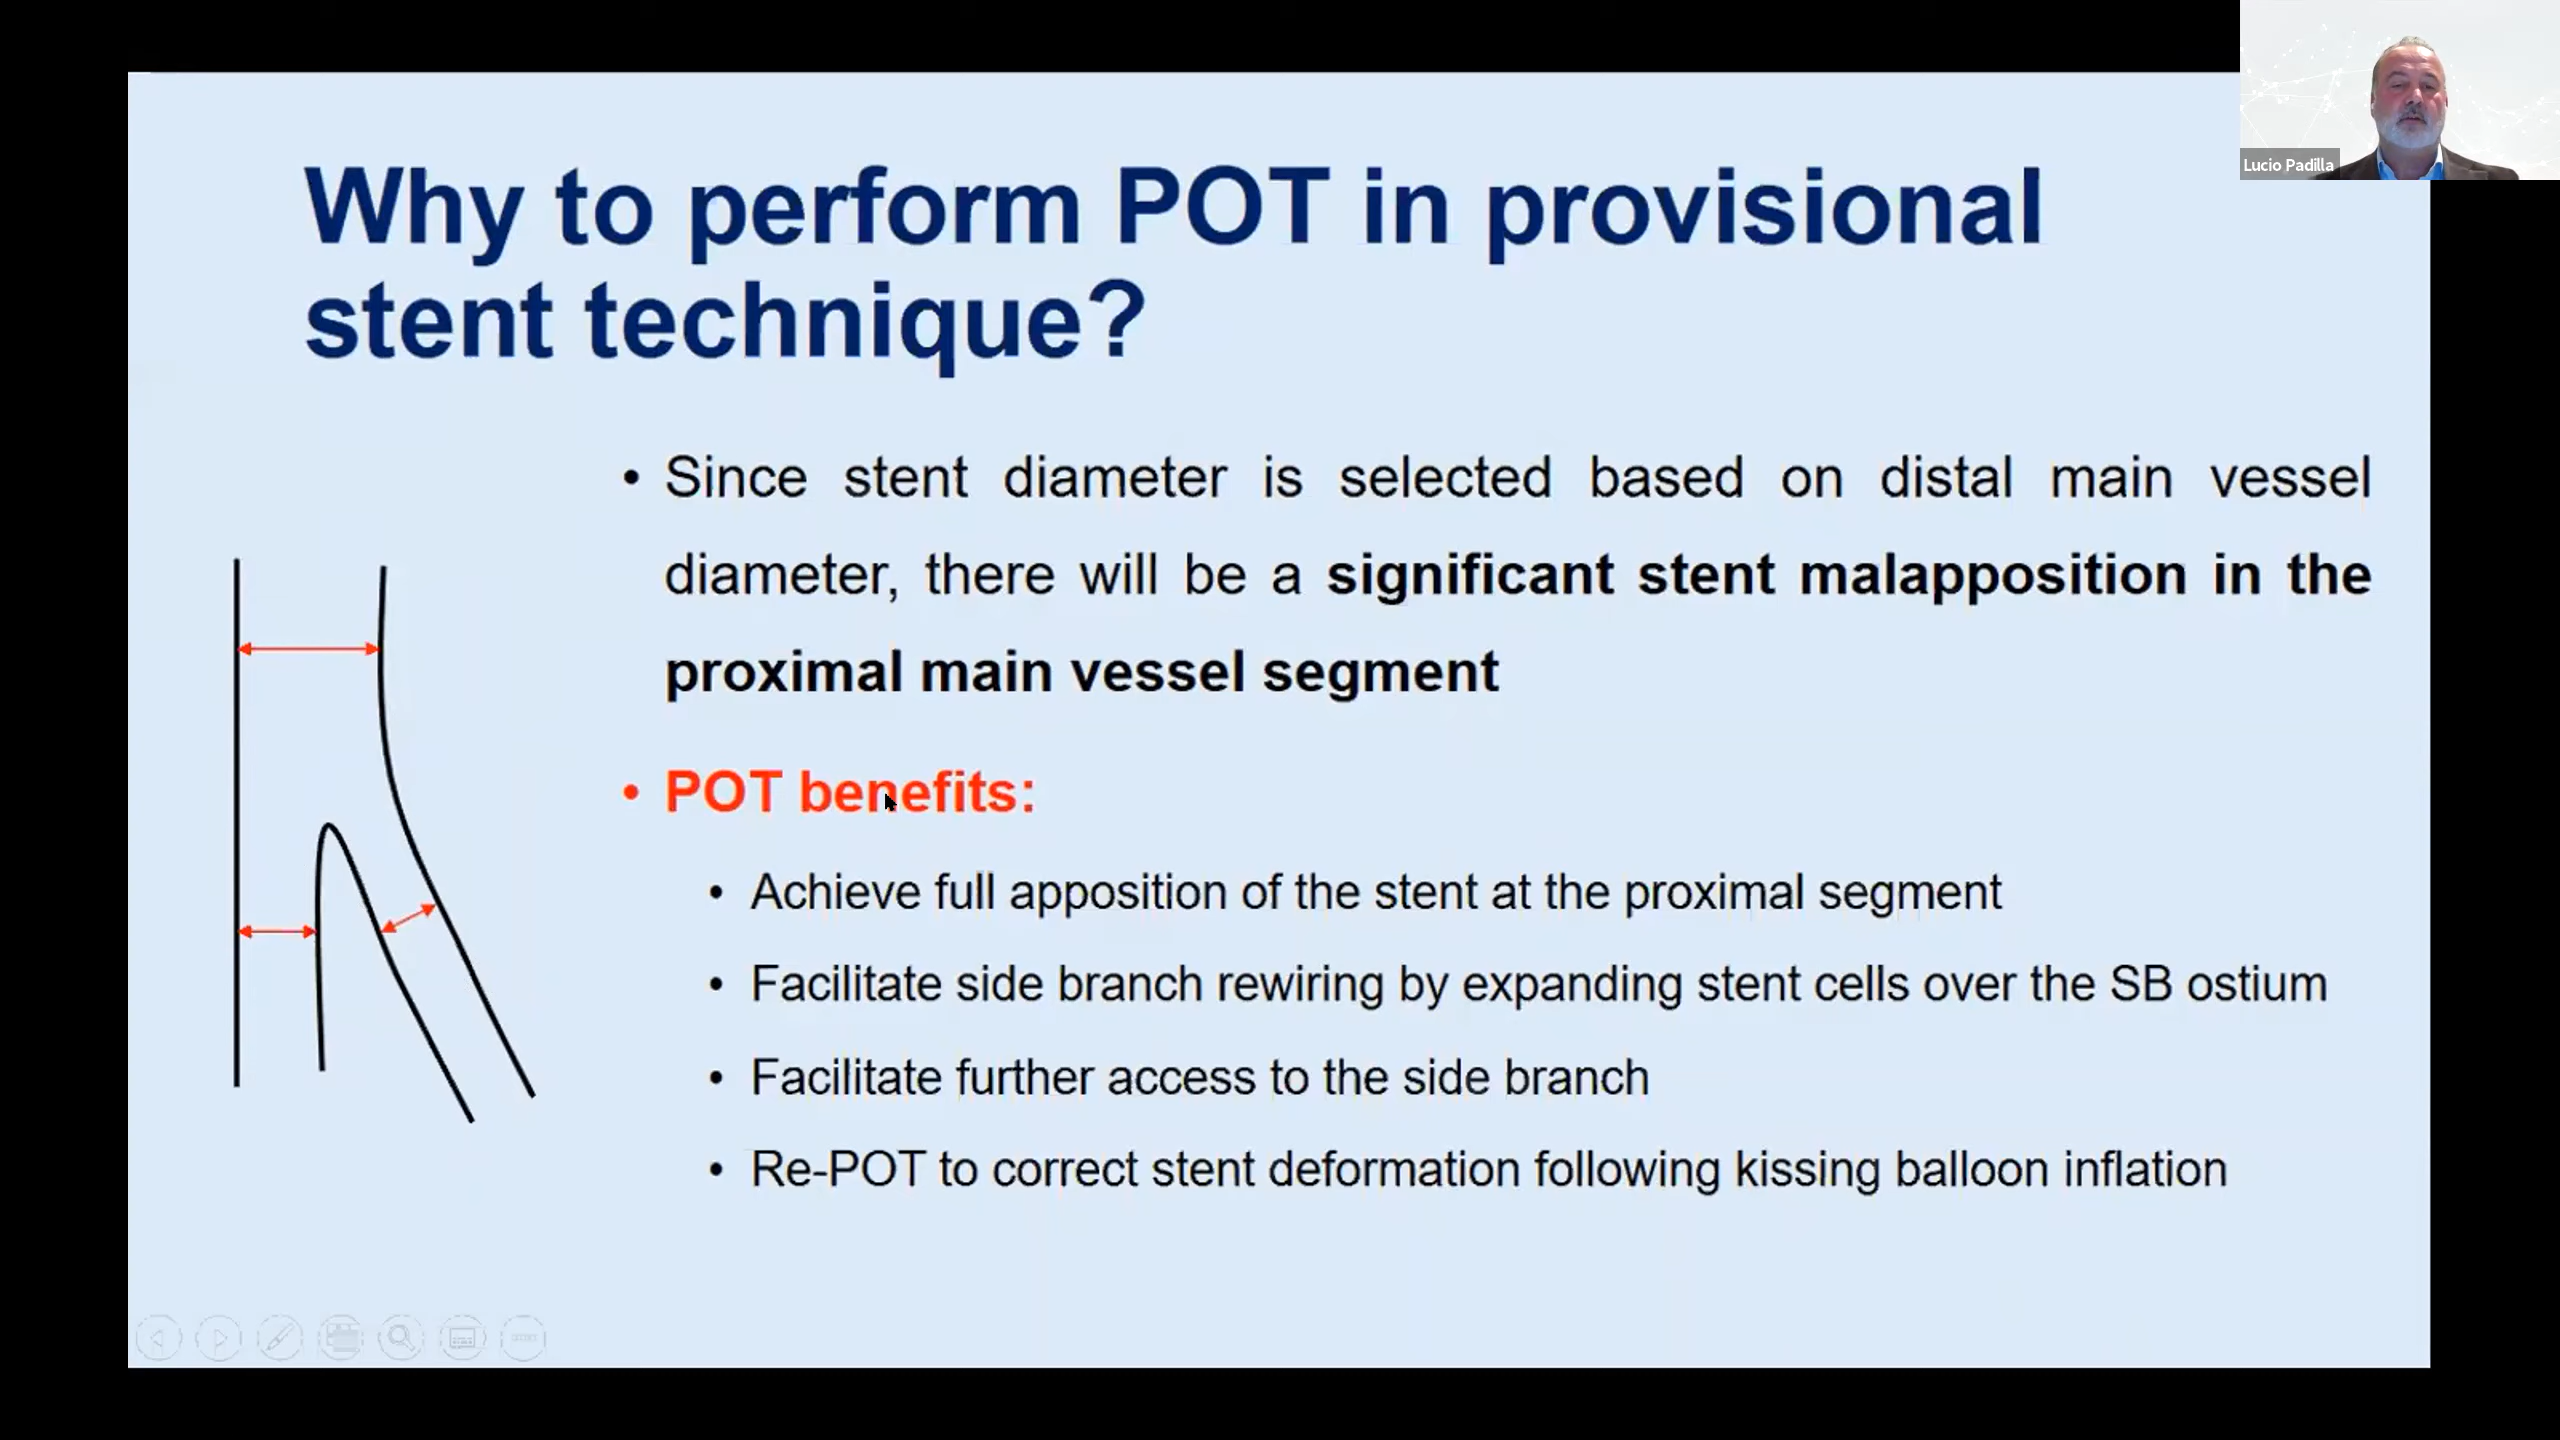 Lucio Padilla
Why to perform POT in provisional
stent technique?
• Since stent diameter is selected based on distal main vessel
diameter, there will be a significant stent malapposition in the
proximal main vessel segment
• POT benefits:
• Achieve full apposition of the stent at the proximal segment
• Facilitate side branch rewiring by expanding stent cells over the SB ostium
• Facilitate further access to the side branch
• Re-POT to correct stent deformation following kissing balloon inflation